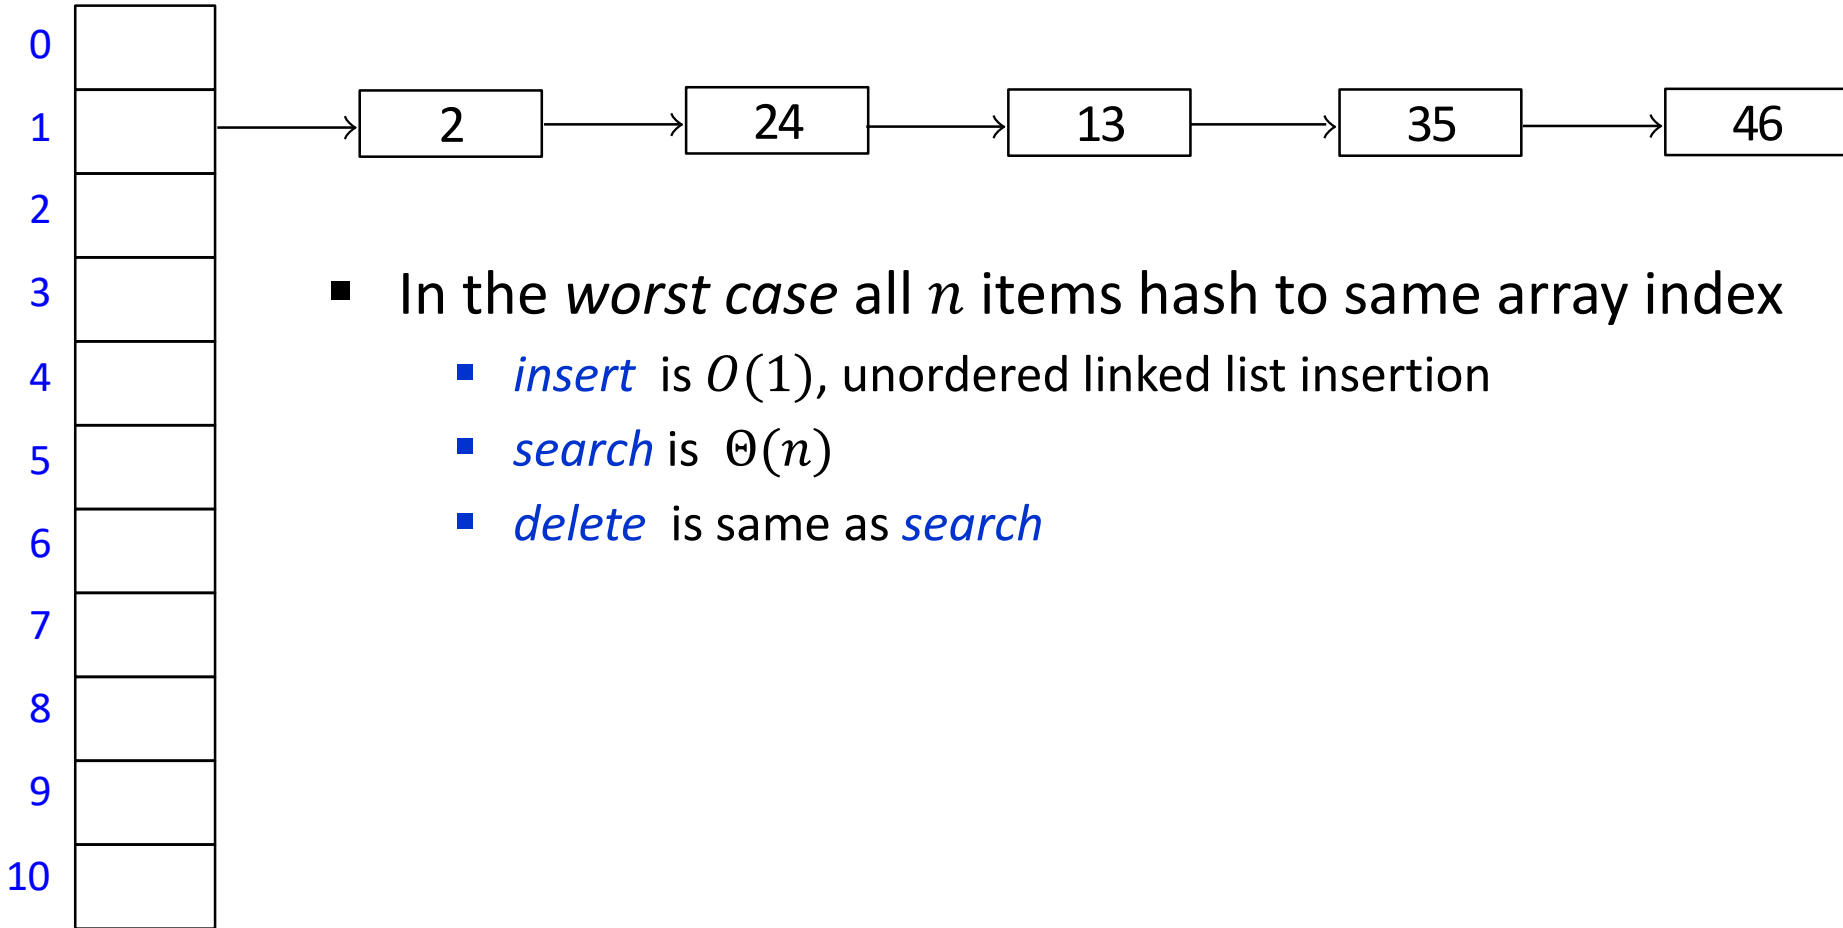 0
1
2 24 13 35 46
2
3
In the worst case all n items hash to same array index
4
insert is O(1), unordered linked list insertion
5
search is Θ(n)
6
delete is same as search
7
8
9
10